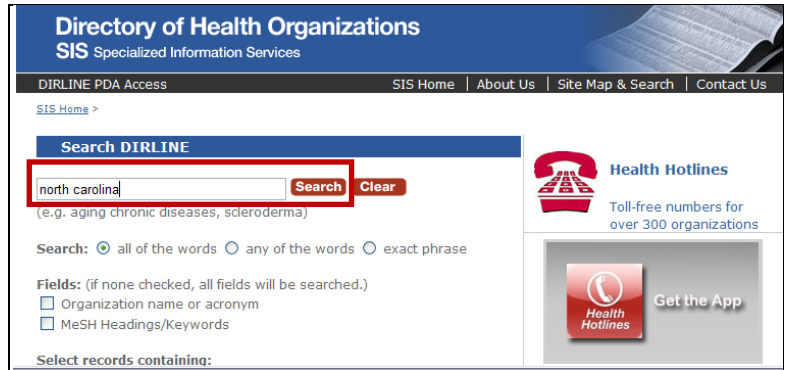 Directory of Health Organizations
SIS Specialized Information Services
DIRLINE PDA Access SIS Home | About Us | Site Map & Search | Contact Us
SIS Home >
Search DIRLINE
north carolina Search Clear
(e.g. aging chronic diseases, scleroderma)
Search: all of the words any of the words exact phrase
Fields: (if none checked, all fields will be searched.)
Organization name or acronym
MeSH Headings/Keywords
Select records containing:
Health Hotlines
Toll-free numbers for
over 300 organizations
Health
Hotlines
Get the App